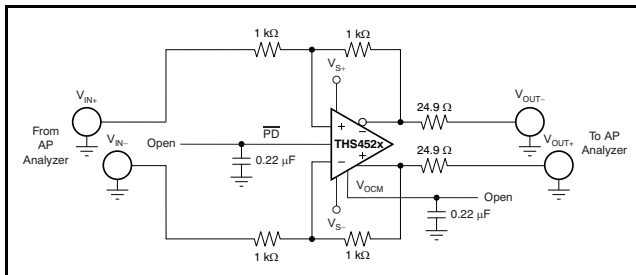 1 kΩ
1 kΩ
V_S+
V_IN+
V_OUT−
24.9 Ω
From
AP
Analyzer
V_IN−
Open
PD
+
−
THS452x
−
+
To AP
Analyzer
24.9 Ω
V_OUT+
0.22 µF
V_OCM
Open
V_S−
0.22 µF
1 kΩ
1 kΩ